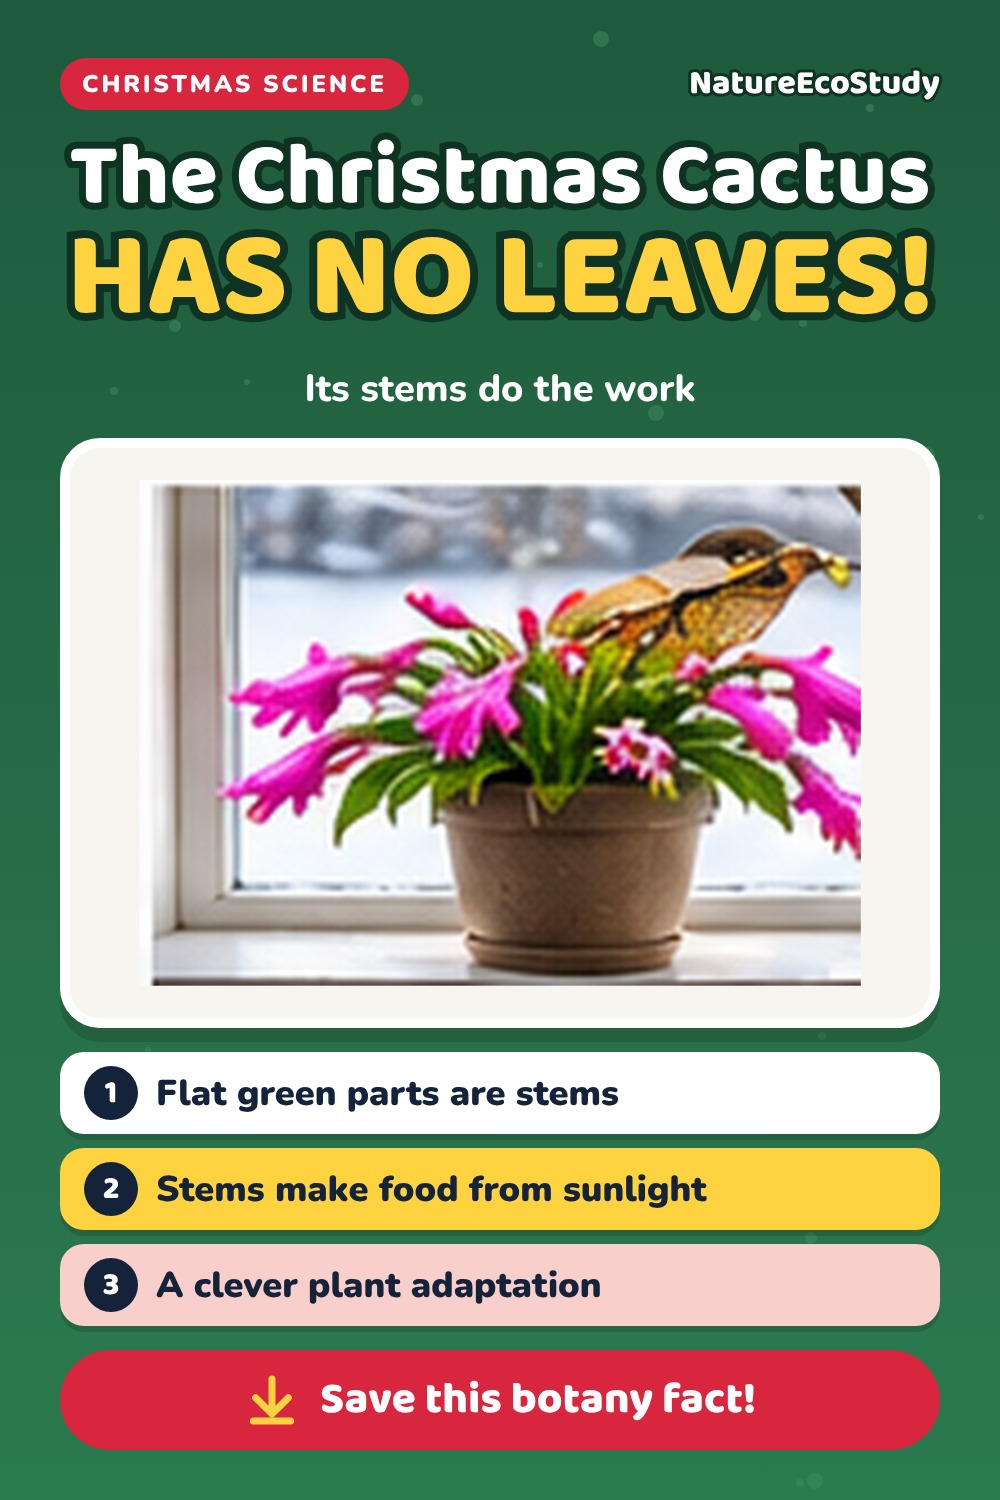 CHRISTMAS SCIENCE
NatureEcoStudy
The Christmas Cactus
HAS NO LEAVES!
Its stems do the work
1 Flat green parts are stems
2 Stems make food from sunlight
3 A clever plant adaptation
Save this botany fact!